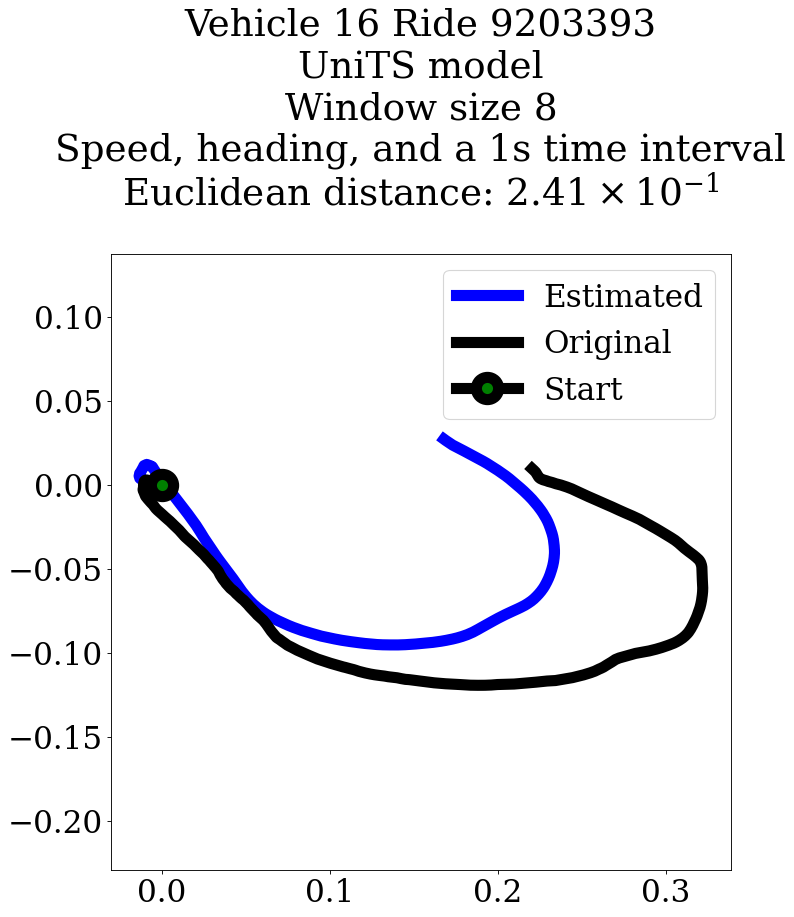 Vehicle 16 Ride 9203393
UniTS model
Window size 8
Speed, heading, and a 1s time interval
Euclidean distance: 2.41 × 10⁻¹
Estimated
Original
Start
0.10
0.05
0.00
−0.05
−0.10
−0.15
−0.20
0.0 0.1 0.2 0.3